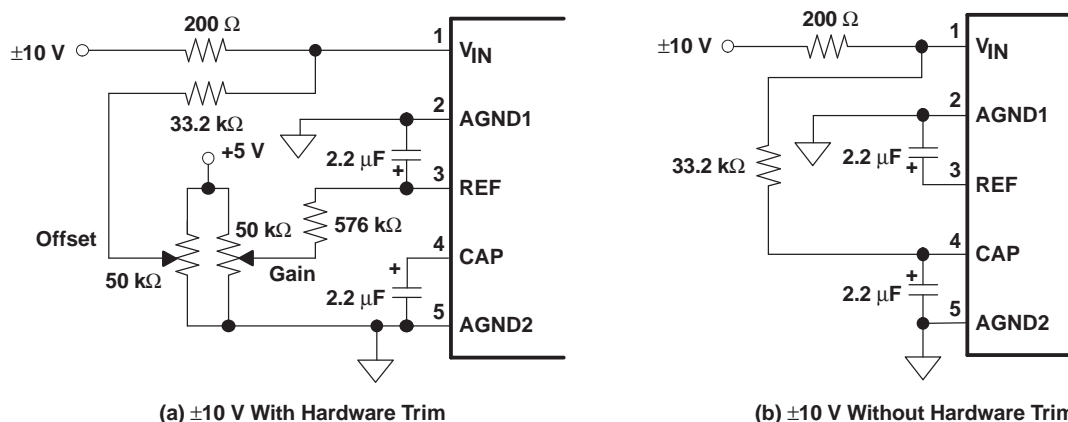 200 Ω
±10 V
1
VIN
33.2 kΩ
2
AGND1
+5 V
2.2 µF
+
3
REF
50 kΩ
576 kΩ
Offset
4
CAP
50 kΩ
Gain
+
2.2 µF
5
AGND2
(a) ±10 V With Hardware Trim
200 Ω
±10 V
1
VIN
2
AGND1
2.2 µF
+
33.2 kΩ
3
REF
4
CAP
+
2.2 µF
5
AGND2
(b) ±10 V Without Hardware Trim